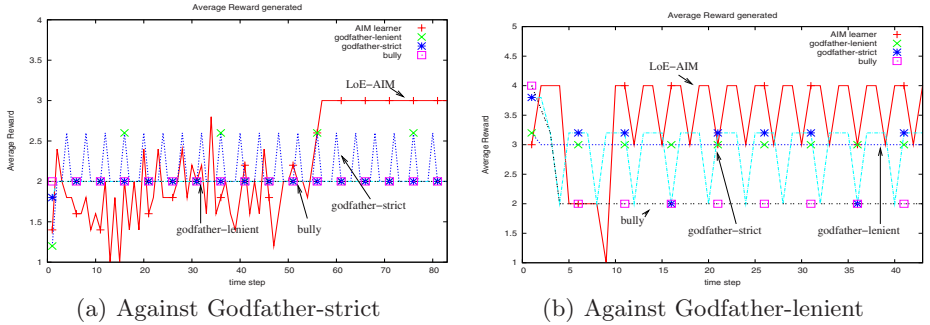 Average Reward generated
4
3.5
3
2.5
2
1.5
1
0
10
20
30
40
50
60
70
80
Average Reward
time step
AIM learner
godfather-lenient
godfather-strict
bully
LoE-AIM
godfather-strict
godfather-lenient
bully
(a) Against Godfather-strict
Average Reward generated
5
4.5
4
3.5
3
2.5
2
1.5
1
0
5
10
15
20
25
30
35
40
Average Reward
time step
AIM learner
godfather-lenient
godfather-strict
bully
LoE-AIM
bully
godfather-strict
godfather-lenient
(b) Against Godfather-lenient